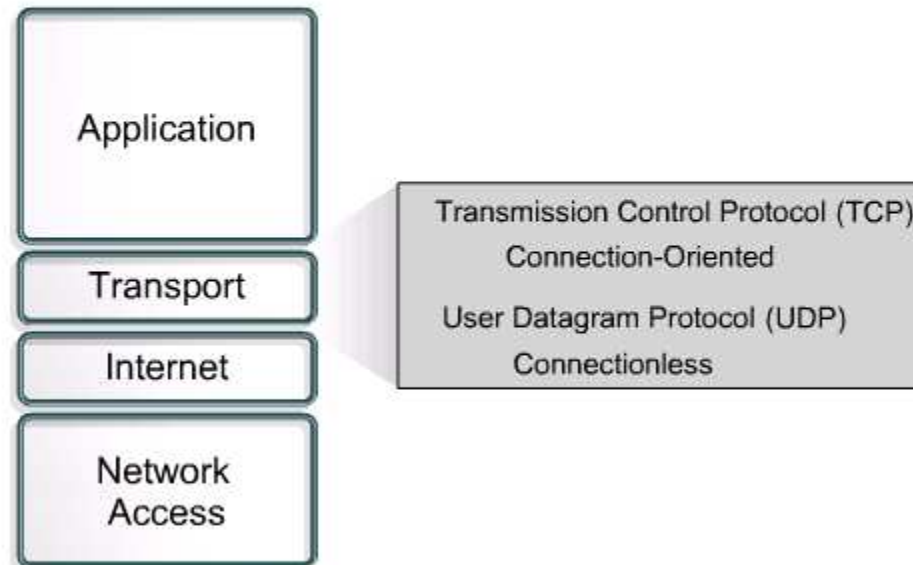 Application
Transport
Internet
Network
Access
Transmission Control Protocol (TCP)
Connection-Oriented
User Datagram Protocol (UDP)
Connectionless